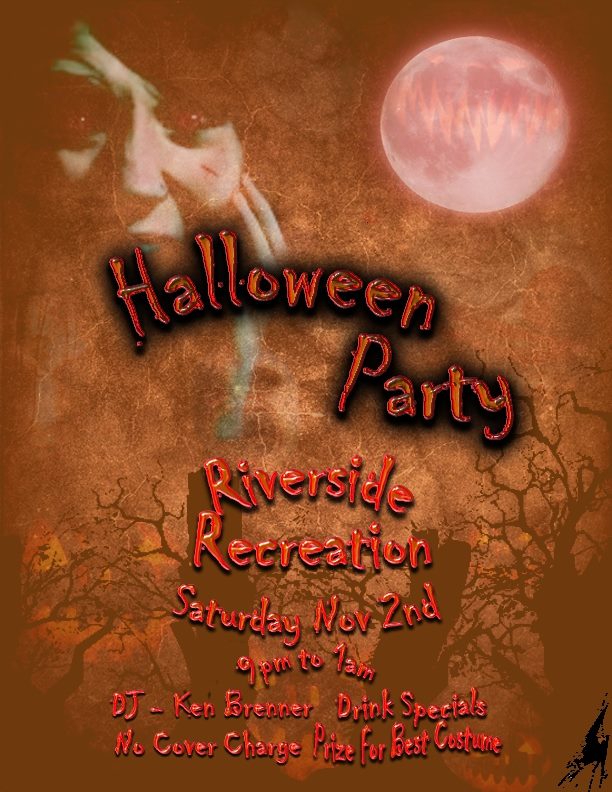 Halloween
Party
Riverside
Recreation
Saturday Nov 2nd
9pm to 1am
DJ - Ken Brenner Drink Specials
No Cover Charge Prize For Best Costume